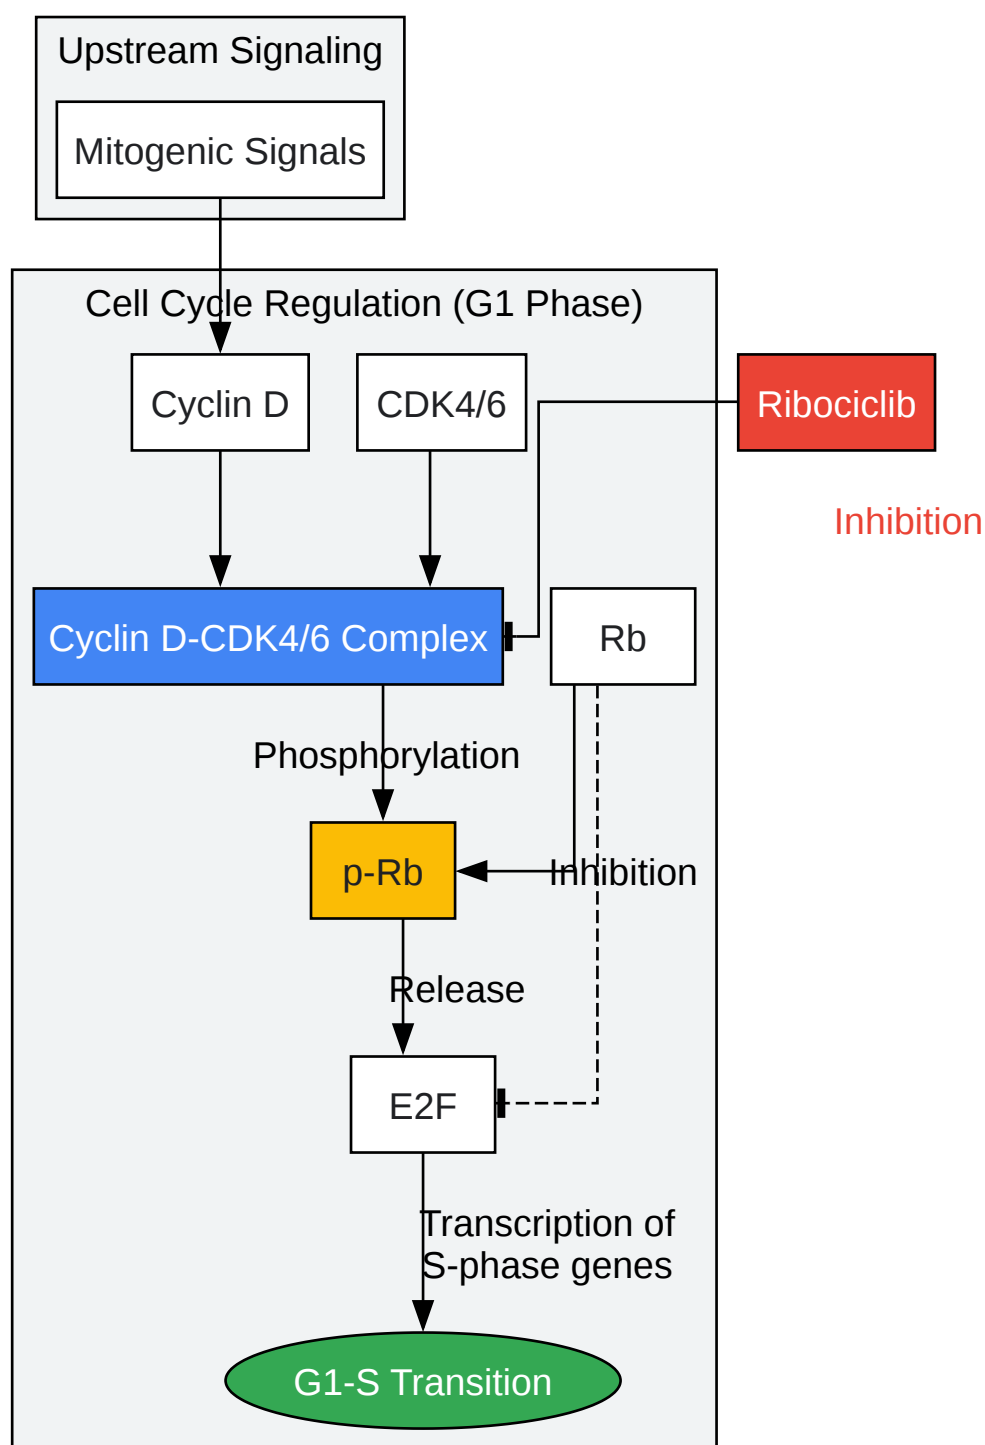 Upstream Signaling
Mitogenic Signals
Cell Cycle Regulation (G1 Phase)
Cyclin D
CDK4/6
Ribociclib
Inhibition
Cyclin D-CDK4/6 Complex
Rb
Phosphorylation
p-Rb
Inhibition
Release
E2F
Transcription of
S-phase genes
G1-S Transition